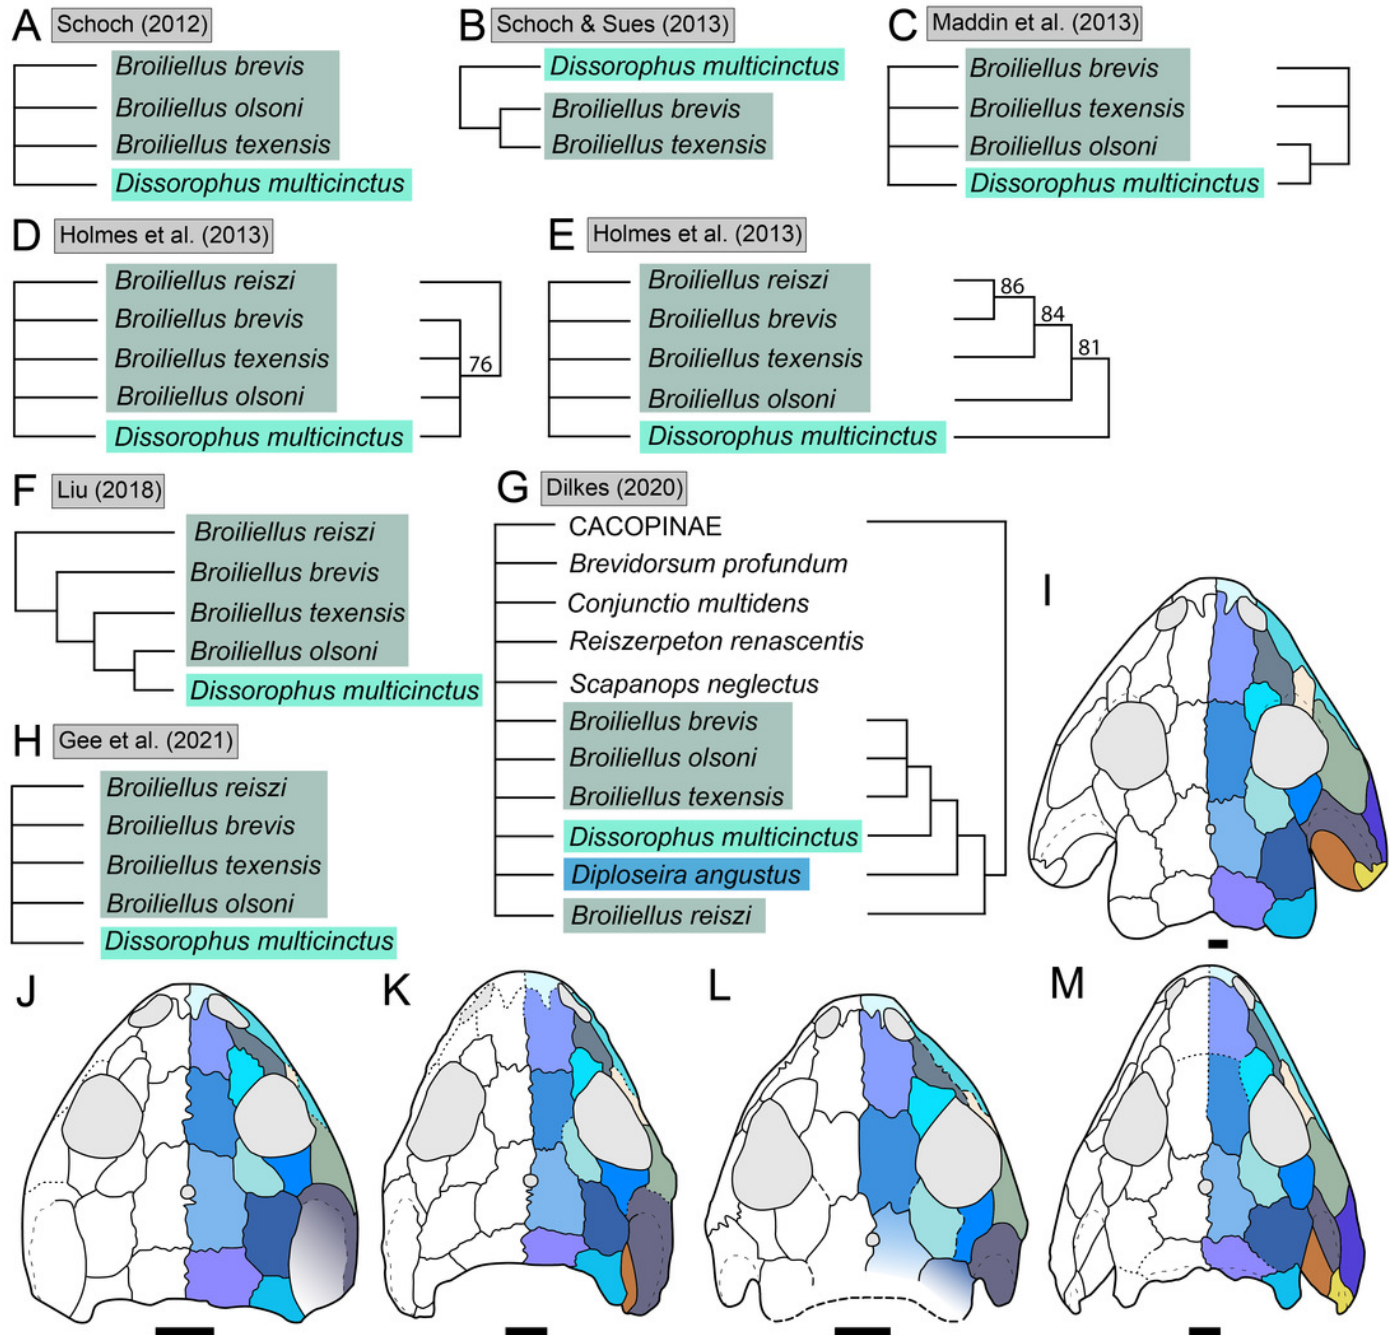 A Schoch (2012)
Broiliellus brevis
Broiliellus olsoni
Broiliellus texensis
Dissorophus multicinctus
B Schoch & Sues (2013)
Dissorophus multicinctus
Broiliellus brevis
Broiliellus texensis
C Maddin et al. (2013)
Broiliellus brevis
Broiliellus texensis
Broiliellus olsoni
Dissorophus multicinctus
D Holmes et al. (2013)
Broiliellus reiszi
Broiliellus brevis
Broiliellus texensis
76
Broiliellus olsoni
Dissorophus multicinctus
E Holmes et al. (2013)
Broiliellus reiszi
86
Broiliellus brevis
84
Broiliellus texensis
81
Broiliellus olsoni
Dissorophus multicinctus
F Liu (2018)
Broiliellus reiszi
Broiliellus brevis
Broiliellus texensis
Broiliellus olsoni
Dissorophus multicinctus
G Dilkes (2020)
CACOPINAE
Brevidorsum profundum
Conjunctio multidens
Reiszerpeton renascentis
Scapanops neglectus
Broiliellus brevis
Broiliellus olsoni
Broiliellus texensis
Dissorophus multicinctus
Diploseira angustus
Broiliellus reiszi
H Gee et al. (2021)
Broiliellus reiszi
Broiliellus brevis
Broiliellus texensis
Broiliellus olsoni
Dissorophus multicinctus
I
J
K
L
M